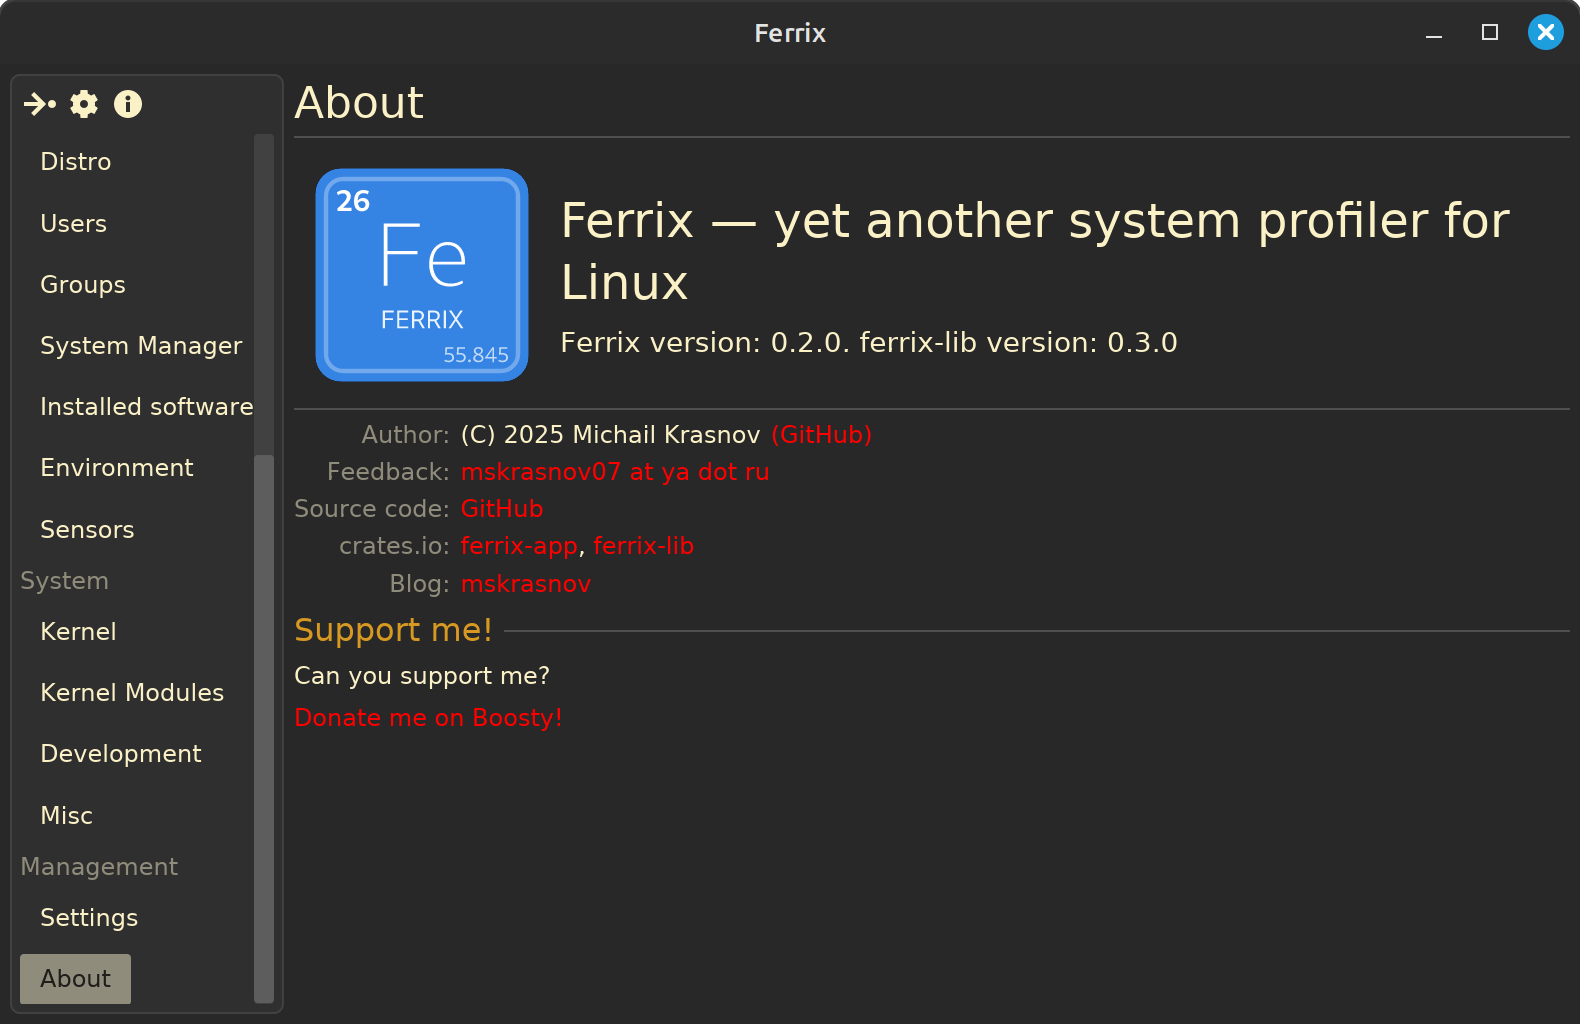 Ferrix
Distro
Users
Groups
System Manager
Installed software
Environment
Sensors
System
Kernel
Kernel Modules
Development
Misc
Management
Settings
About
About
26
Fe
FERRIX
55.845
Ferrix — yet another system profiler for
Linux
Ferrix version: 0.2.0. ferrix-lib version: 0.3.0
Author: (C) 2025 Michail Krasnov (GitHub)
Feedback: mskrasnov07 at ya dot ru
Source code: GitHub
crates.io: ferrix-app, ferrix-lib
Blog: mskrasnov
Support me!
Can you support me?
Donate me on Boosty!